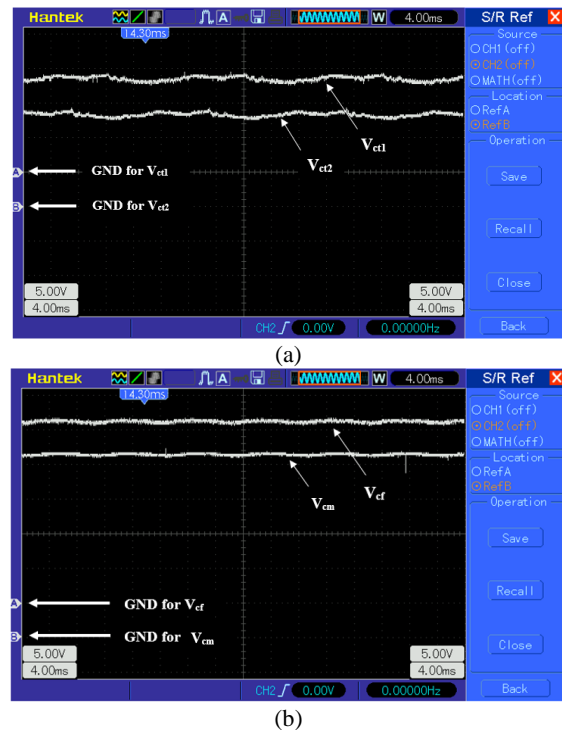 Hantek A W 4.00ms S/R Ref
14.30ms
Source
CH1(off)
CH2(off)
MATH(off)
Location
RefA
RefB
Operation
Save
Recall
Close
Back
Vct1
Vct2
A GND for Vct1
B GND for Vct2
5.00V 5.00V
4.00ms 4.00ms
CH2 0.00V 0.00000Hz
(a)
Hantek A W 4.00ms S/R Ref
14.30ms
Source
CH1(off)
CH2(off)
MATH(off)
Location
RefA
RefB
Operation
Save
Recall
Close
Back
Vcf
Vcm
A GND for Vcf
B GND for Vcm
5.00V 5.00V
4.00ms 4.00ms
CH2 0.00V 0.00000Hz
(b)